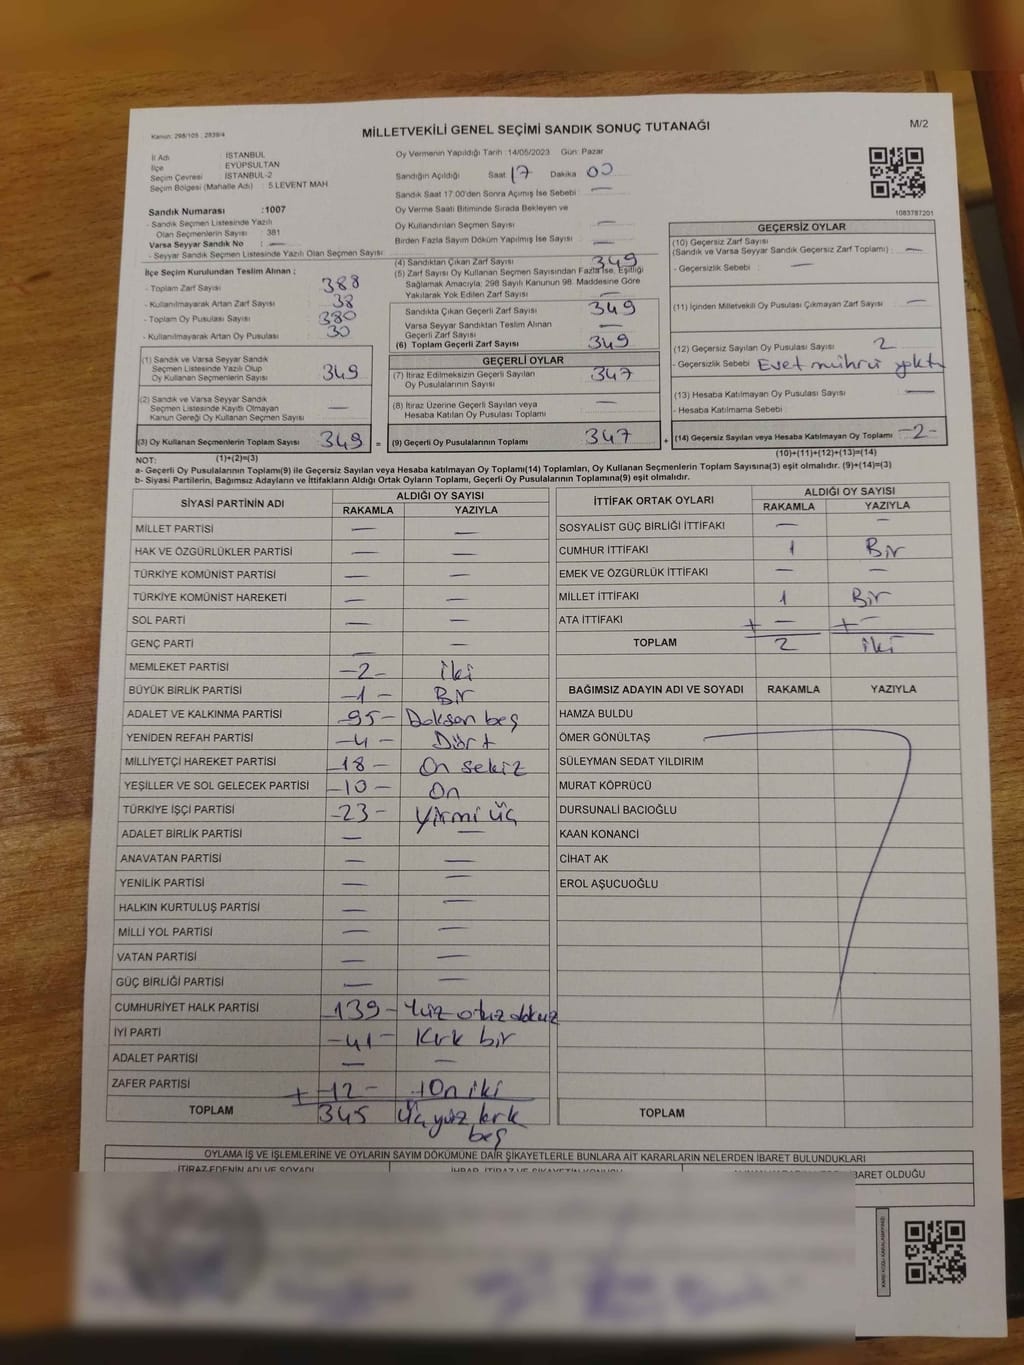 Kanun: 298/105 , 2839/4
MİLLETVEKİLİ GENEL SEÇİMİ SANDIK SONUÇ TUTANAĞI
M/2
İl Adı : İSTANBUL
İlçe : EYÜPSULTAN
Seçim Çevresi : İSTANBUL-2
Seçim Bölgesi (Mahalle Adı) : 5.LEVENT MAH
Sandık Numarası :1007
- Sandık Seçmen Listesinde Yazılı
Olan Seçmenlerin Sayısı : 381
Varsa Seyyar Sandık No : —
- Seyyar Sandık Seçmen Listesinde Yazılı Olan Seçmen Sayısı:
Oy Vermenin Yapıldığı Tarih :14/05/2023 Gün: Pazar
Sandığın Açıldığı Saat 17 Dakika 00
Sandık Saat 17.00'den Sonra Açımış İse Sebebi : —
Oy Verme Saati Bitiminde Sırada Bekleyen ve
Oy Kullandırılan Seçmen Sayısı : —
Birden Fazla Sayım Döküm Yapılmış İse Sayısı : —
1083787201
İlçe Seçim Kurulundan Teslim Alınan ;
- Toplam Zarf Sayısı : 388
- Kullanılmayarak Artan Zarf Sayısı : 38
- Toplam Oy Pusulası Sayısı : 380
- Kullanılmayarak Artan Oy Pusulası : 30
(4) Sandıktan Çıkan Zarf Sayısı : 349
(5) Zarf Sayısı Oy Kullanan Seçmen Sayısından Fazla İse, Eşitliği
Sağlamak Amacıyla; 298 Sayılı Kanunun 98. Maddesine Göre
Yakılarak Yok Edilen Zarf Sayısı : —
Sandıkta Çıkan Geçerli Zarf Sayısı : 349
Varsa Seyyar Sandıktan Teslim Alınan
Geçerli Zarf Sayısı : —
(6) Toplam Geçerli Zarf Sayısı : 349
GEÇERSİZ OYLAR
(10) Geçersiz Zarf Sayısı
(Sandık ve Varsa Seyyar Sandık Geçersiz Zarf Toplamı) : —
- Geçersizlik Sebebi : —
(11) İçinden Milletvekili Oy Pusulası Çıkmayan Zarf Sayısı : —
(12) Geçersiz Sayılan Oy Pusulası Sayısı : 2
- Geçersizlik Sebebi : Evet mührü yoktu
(13) Hesaba Katılmayan Oy Pusulası Sayısı : —
- Hesaba Katılmama Sebebi :
(14) Geçersiz Sayılan veya Hesaba Katılmayan Oy Toplamı : -2-
(10)+(11)+(12)+(13)=(14)
(1) Sandık ve Varsa Seyyar Sandık
Seçmen Listesinde Yazılı Olup
Oy Kullanan Seçmenlerin Sayısı : 349
(2) Sandık ve Varsa Seyyar Sandık
Seçmen Listesinde Kayıtlı Olmayan
Kanun Gereği Oy Kullanan Seçmen Sayısı : —
(3) Oy Kullanan Seçmenlerin Toplam Sayısı : 349 =
(1)+(2)=(3)
GEÇERLİ OYLAR
(7) İtiraz Edilmeksizin Geçerli Sayılan
Oy Pusulalarının Sayısı : 347
(8) İtiraz Üzerine Geçerli Sayılan veya
Hesaba Katılan Oy Pusulası Toplamı : —
(9) Geçerli Oy Pusulalarının Toplamı : 347 +
NOT:
a- Geçerli Oy Pusulalarının Toplamı(9) ile Geçersiz Sayılan veya Hesaba katılmayan Oy Toplamı(14) Toplamları, Oy Kullanan Seçmenlerin Toplam Sayısına(3) eşit olmalıdır. (9)+(14)=(3)
b- Siyasi Partilerin, Bağımsız Adayların ve İttifakların Aldığı Ortak Oyların Toplamı, Geçerli Oy Pusulalarının Toplamına(9) eşit olmalıdır.
SİYASİ PARTİNİN ADI ALDIĞI OY SAYISI
RAKAMLA YAZIYLA
MİLLET PARTİSİ — —
HAK VE ÖZGÜRLÜKLER PARTİSİ — —
TÜRKİYE KOMÜNİST PARTİSİ — —
TÜRKİYE KOMÜNİST HAREKETİ — —
SOL PARTİ — —
GENÇ PARTİ — —
MEMLEKET PARTİSİ -2- İki
BÜYÜK BİRLİK PARTİSİ -1- Bir
ADALET VE KALKINMA PARTİSİ -95- Doksan beş
YENİDEN REFAH PARTİSİ -4- Dört
MİLLİYETÇİ HAREKET PARTİSİ -18- On sekiz
YEŞİLLER VE SOL GELECEK PARTİSİ -10- On
TÜRKİYE İŞÇİ PARTİSİ -23- Yirmi üç
ADALET BİRLİK PARTİSİ — —
ANAVATAN PARTİSİ — —
YENİLİK PARTİSİ — —
HALKIN KURTULUŞ PARTİSİ — —
MİLLİ YOL PARTİSİ — —
VATAN PARTİSİ — —
GÜÇ BİRLİĞİ PARTİSİ — —
CUMHURİYET HALK PARTİSİ -139- Yüz otuz dokuz
İYİ PARTİ -41- Kırk bir
ADALET PARTİSİ — —
ZAFER PARTİSİ + -12- + On iki
TOPLAM 345 Üç yüz kırk
beş
İTTİFAK ORTAK OYLARI ALDIĞI OY SAYISI
RAKAMLA YAZIYLA
SOSYALİST GÜÇ BİRLİĞİ İTTİFAKI — —
CUMHUR İTTİFAKI 1 Bir
EMEK VE ÖZGÜRLÜK İTTİFAKI — —
MİLLET İTTİFAKI 1 Bir
ATA İTTİFAKI + — + —
TOPLAM 2 İki
BAĞIMSIZ ADAYIN ADI VE SOYADI RAKAMLA YAZIYLA
HAMZA BULDU
ÖMER GÖNÜLTAŞ
SÜLEYMAN SEDAT YILDIRIM
MURAT KÖPRÜCÜ
DURSUNALİ BACIOĞLU
KAAN KONANCİ
CİHAT AK
EROL AŞUCUOĞLU
TOPLAM
OYLAMA İŞ VE İŞLEMLERİNE VE OYLARIN SAYIM DÖKÜMÜNE DAİR ŞİKAYETLERLE BUNLARA AİT KARARLARIN NELERDEN İBARET BULUNDUKLARI
İTİRAZ EDENİN ADI VE SOYADI
İBARET OLDUĞU